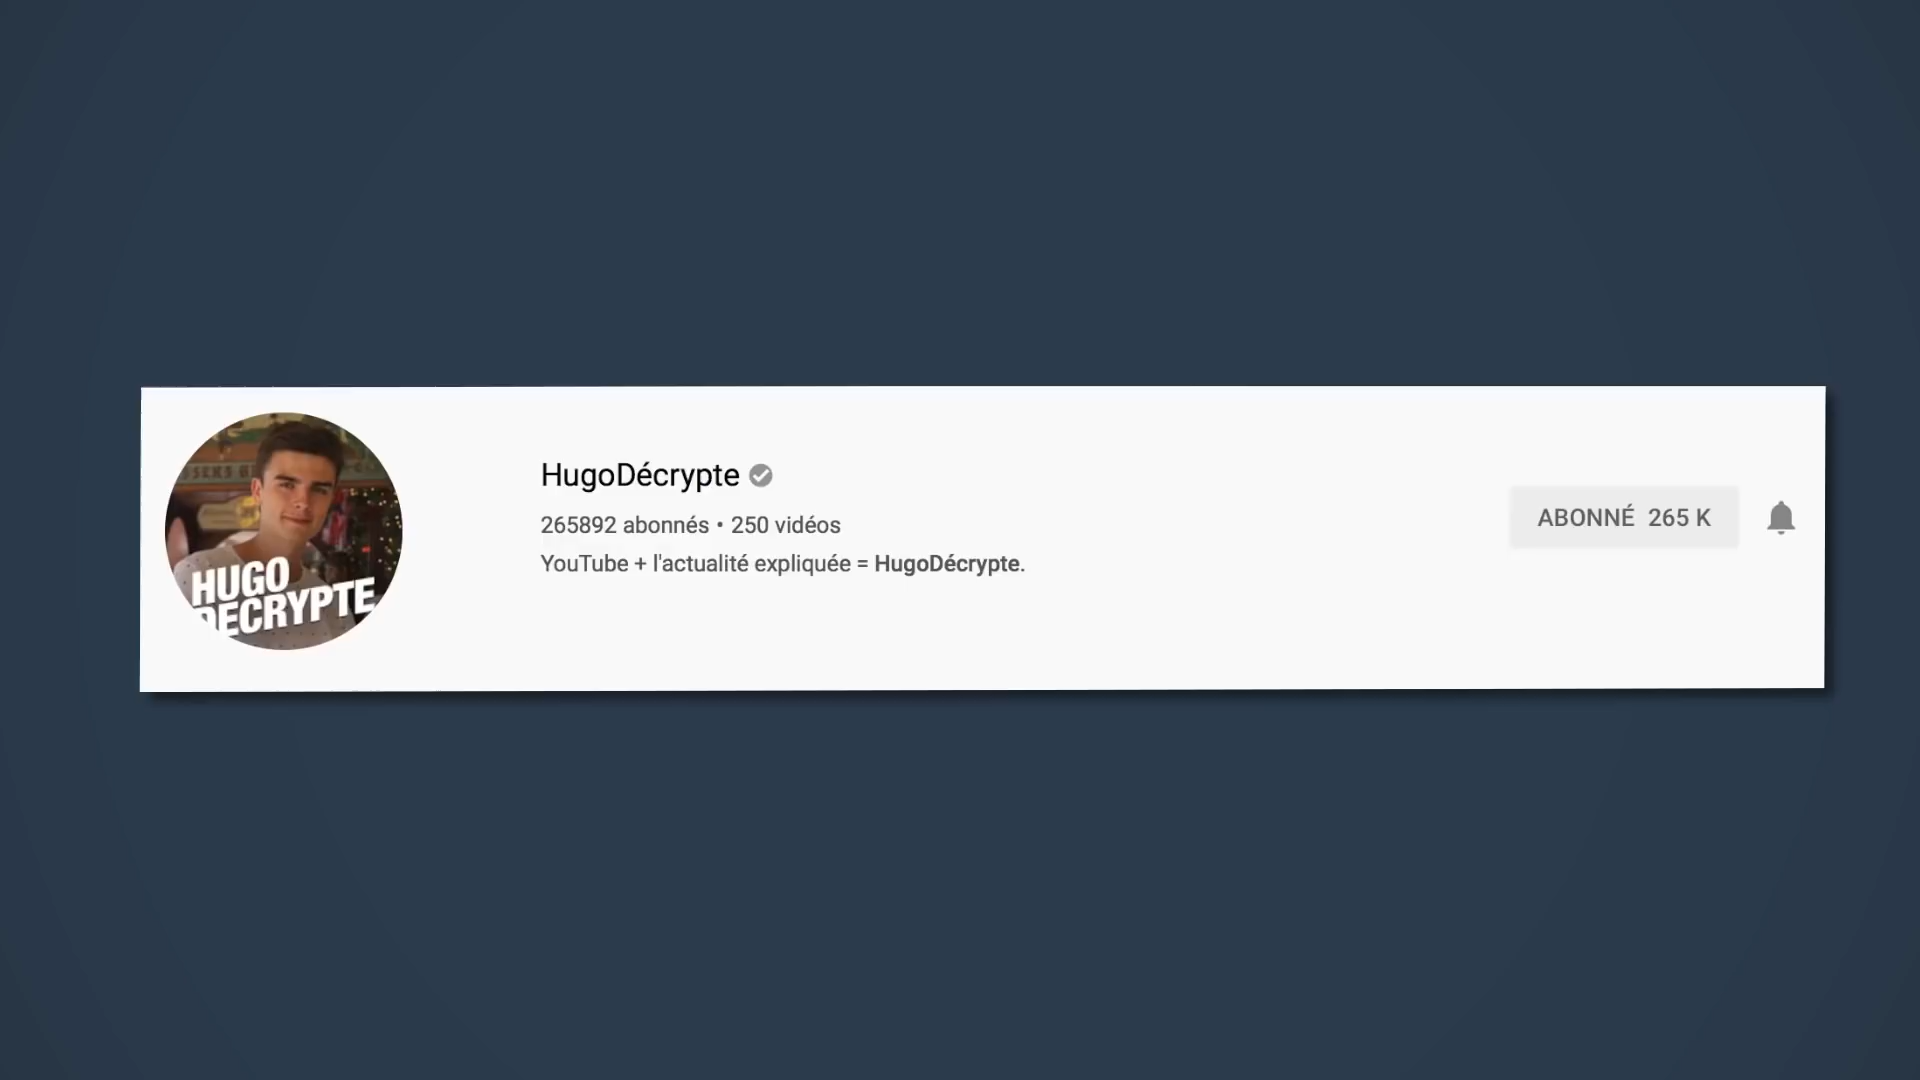 HUGO
DECRYPTE
HugoDécrypte
265892 abonnés • 250 vidéos
YouTube + l'actualité expliquée = HugoDécrypte.
ABONNÉ 265 K